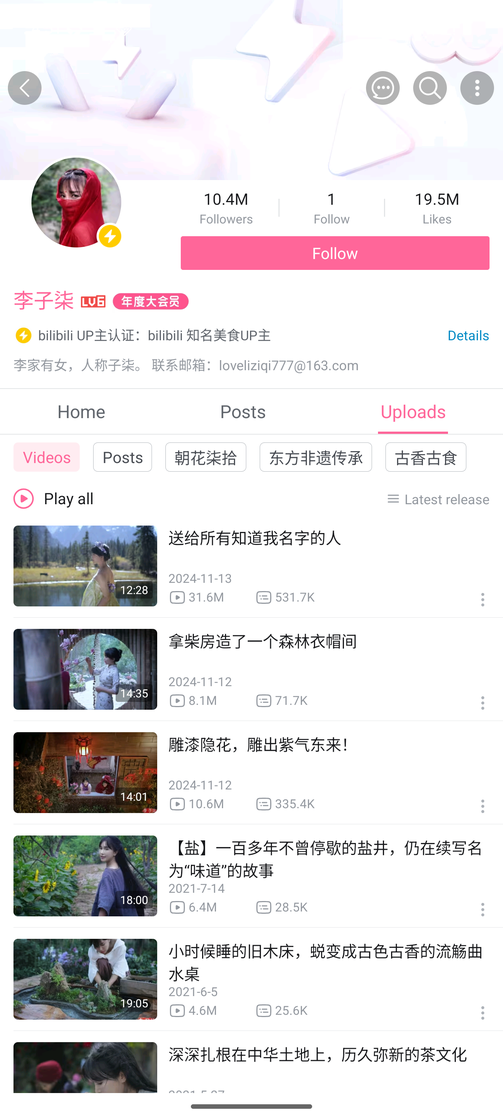 10.4M
1
19.5M
Followers
Follow
Likes
Follow
李子柒 LV6 年度大会员
bilibili UP主认证：bilibili 知名美食UP主
Details
李家有女，人称子柒。 联系邮箱：loveliziqi777@163.com
Home
Posts
Uploads
Videos
Posts
朝花柒拾
东方非遗传承
古香古食
Play all
Latest release
送给所有知道我名字的人
12:28
2024-11-13
31.6M
531.7K
拿柴房造了一个森林衣帽间
14:35
2024-11-12
8.1M
71.7K
雕漆隐花，雕出紫气东来！
14:01
2024-11-12
10.6M
335.4K
【盐】一百多年不曾停歇的盐井，仍在续写名
为“味道”的故事
18:00
2021-7-14
6.4M
28.5K
小时候睡的旧木床，蜕变成古色古香的流觞曲
水桌
19:05
2021-6-5
4.6M
25.6K
深深扎根在中华土地上，历久弥新的茶文化